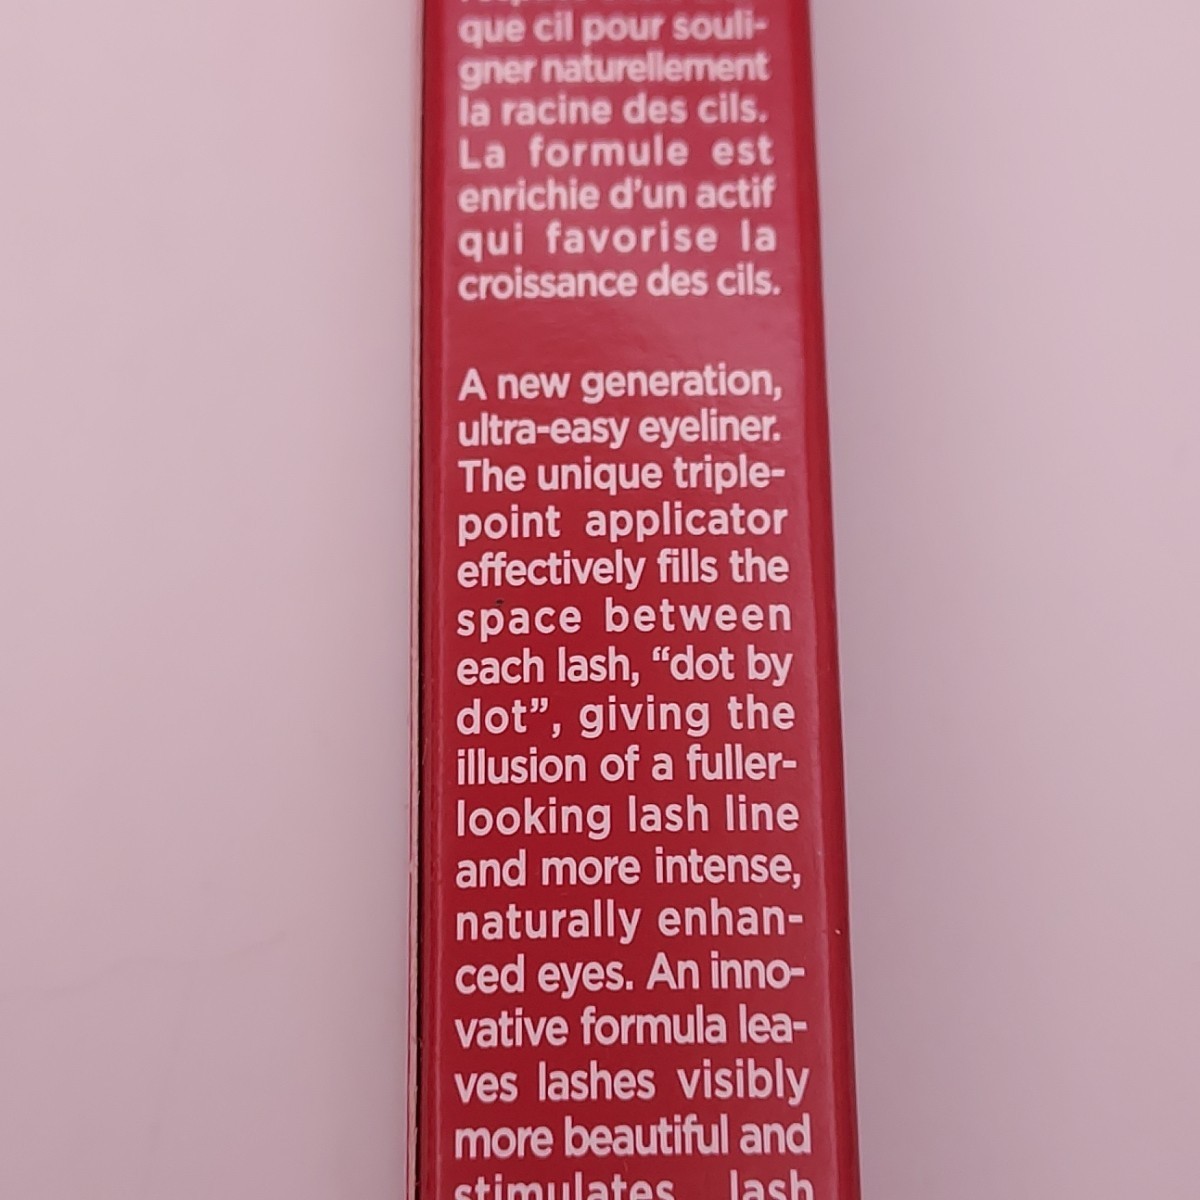 que cil pour souli-
gner naturellement
la racine des cils.
La formule est
enrichie d'un actif
qui favorise la
croissance des cils.
A new generation,
ultra-easy eyeliner.
The unique triple-
point applicator
effectively fills the
space between
each lash, “dot by
dot”, giving the
illusion of a fuller-
looking lash line
and more intense,
naturally enhan-
ced eyes. An inno-
vative formula lea-
ves lashes visibly
more beautiful and
stimulates lash